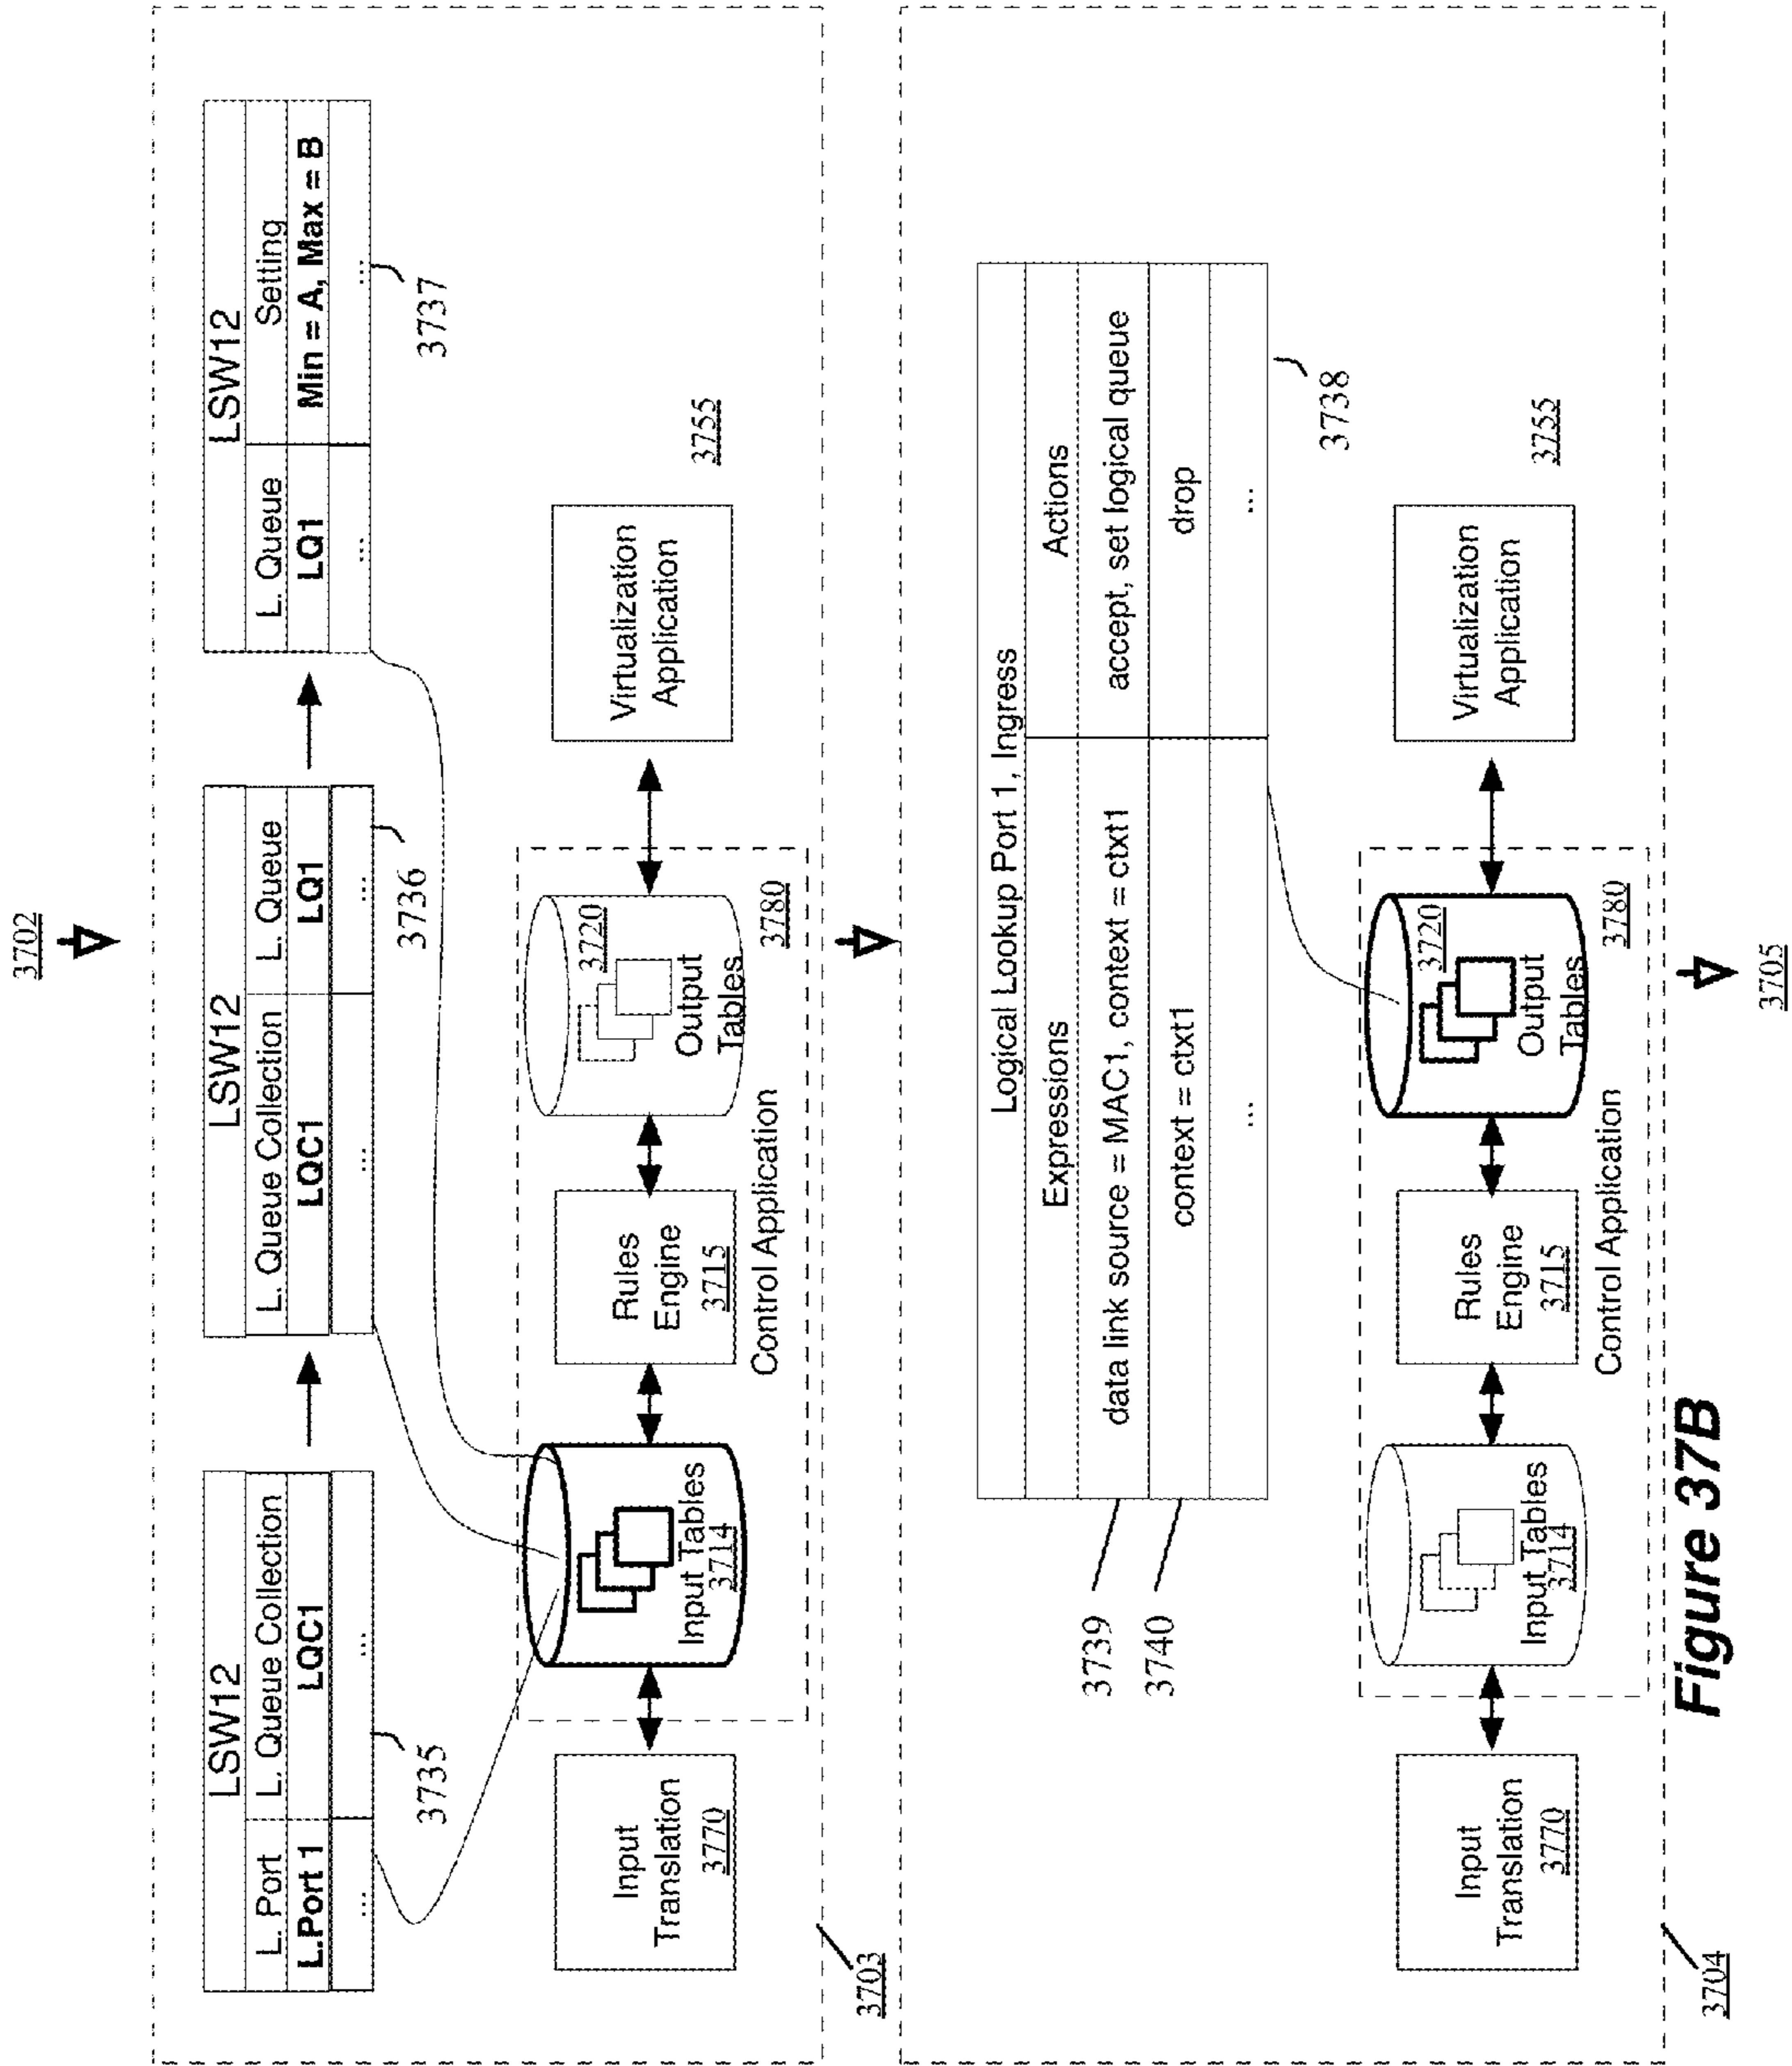 3702
LSW12
L. Port L. Queue Collection
L.Port 1 LQC1
... ...
3735
LSW12
L. Queue Collection L. Queue
LQC1 LQ1
... ...
3736
LSW12
L. Queue Setting
LQ1 Min = A, Max = B
... ...
3737
Input
Translation
3770
Input Tables
3714
Rules
Engine
3715
Control Application
3720
Output
Tables
3780
Virtualization
Application
3755
3703
Logical Lookup Port 1, Ingress
Expressions Actions
3739
data link source = MAC1, context = ctxt1 accept, set logical queue
3740
context = ctxt1 drop
... ...
3738
Input
Translation
3770
Input Tables
3714
Rules
Engine
3715
Control Application
3720
Output
Tables
3780
Virtualization
Application
3755
3704
3705
Figure 37B